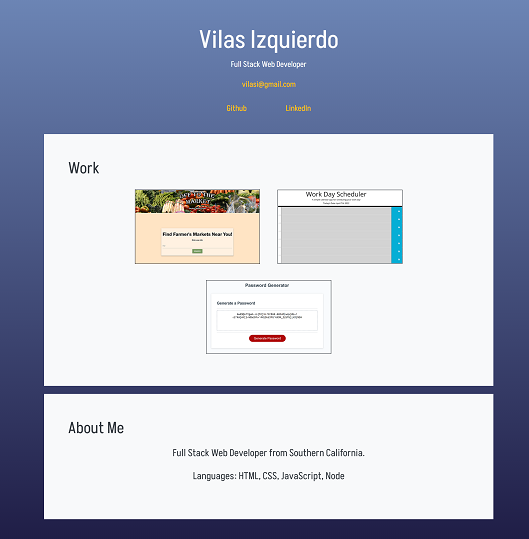 Vilas Izquierdo
Full Stack Web Developer
vilasi@gmail.com
Github LinkedIn
Work
Find Farmer's Markets Near You!
Work Day Scheduler
Password Generator
Generate a Password
Generate Password
About Me
Full Stack Web Developer from Southern California.
Languages: HTML, CSS, JavaScript, Node